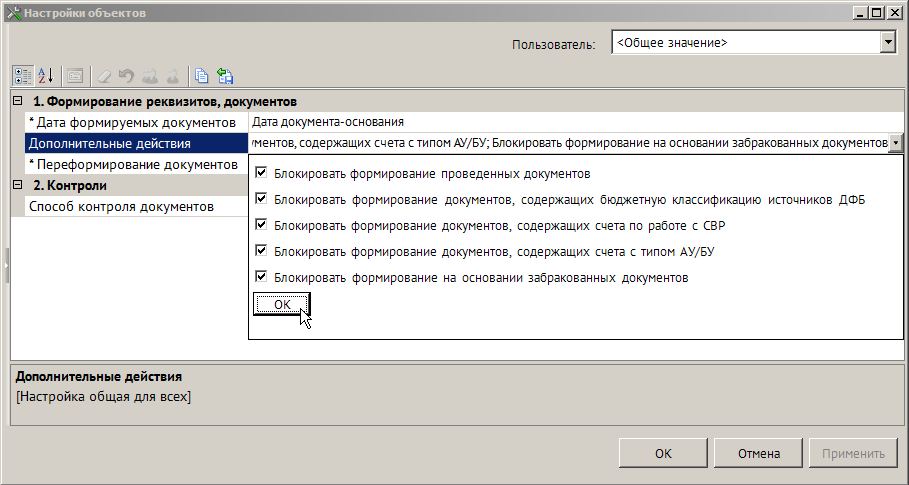 Настройки объектов
Пользователь: <Общее значение>
1. Формирование реквизитов, документов
* Дата формируемых документов Дата документа-основания
Дополнительные действия ментов, содержащих счета с типом АУ/БУ; Блокировать формирование на основании забракованных документов
* Переформирование документов
Блокировать формирование проведенных документов
2. Контроли
Блокировать формирование документов, содержащих бюджетную классификацию источников ДФБ
Способ контроля документов
Блокировать формирование документов, содержащих счета по работе с СВР
Блокировать формирование документов, содержащих счета с типом АУ/БУ
Блокировать формирование на основании забракованных документов
ОК
Дополнительные действия
[Настройка общая для всех]
ОК Отмена Применить